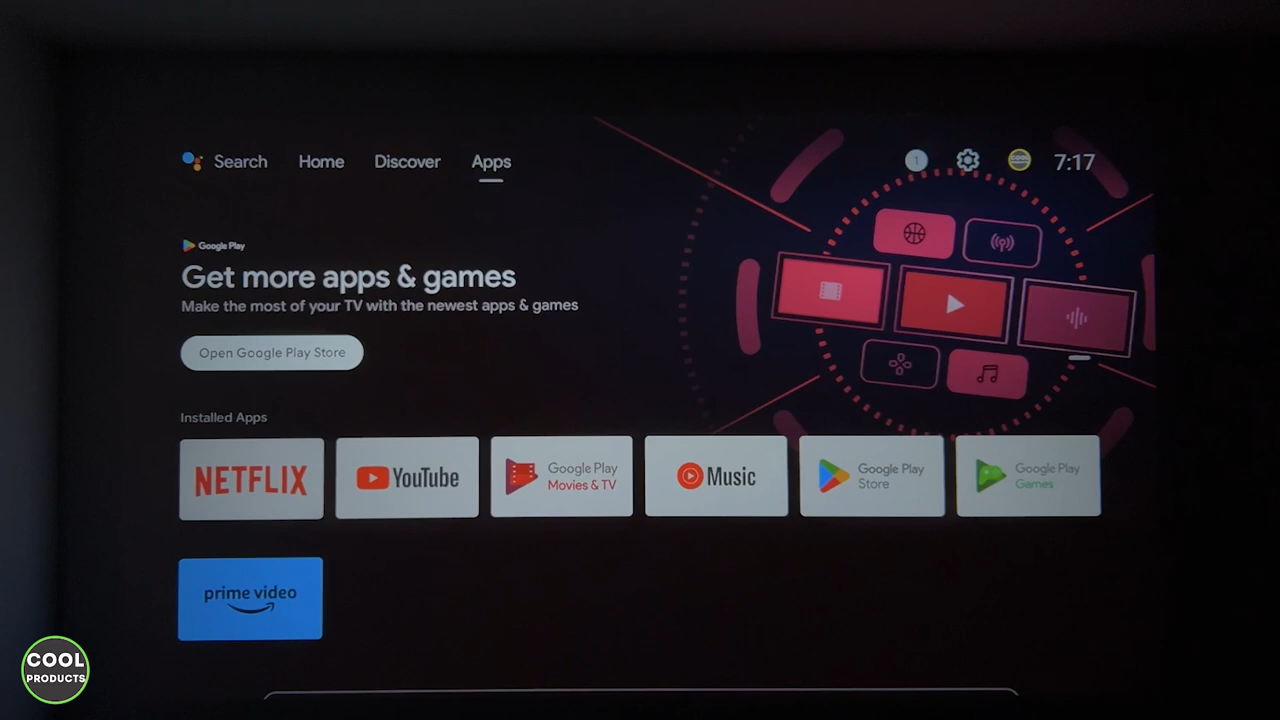 Search
Home
Discover
Apps
1
COOL
7:17
Google Play
Get more apps & games
Make the most of your TV with the newest apps & games
Open Google Play Store
Installed Apps
NETFLIX
YouTube
Google Play
Movies & TV
Music
Google Play
Store
Google Play
Games
prime video
COOL
PRODUCTS